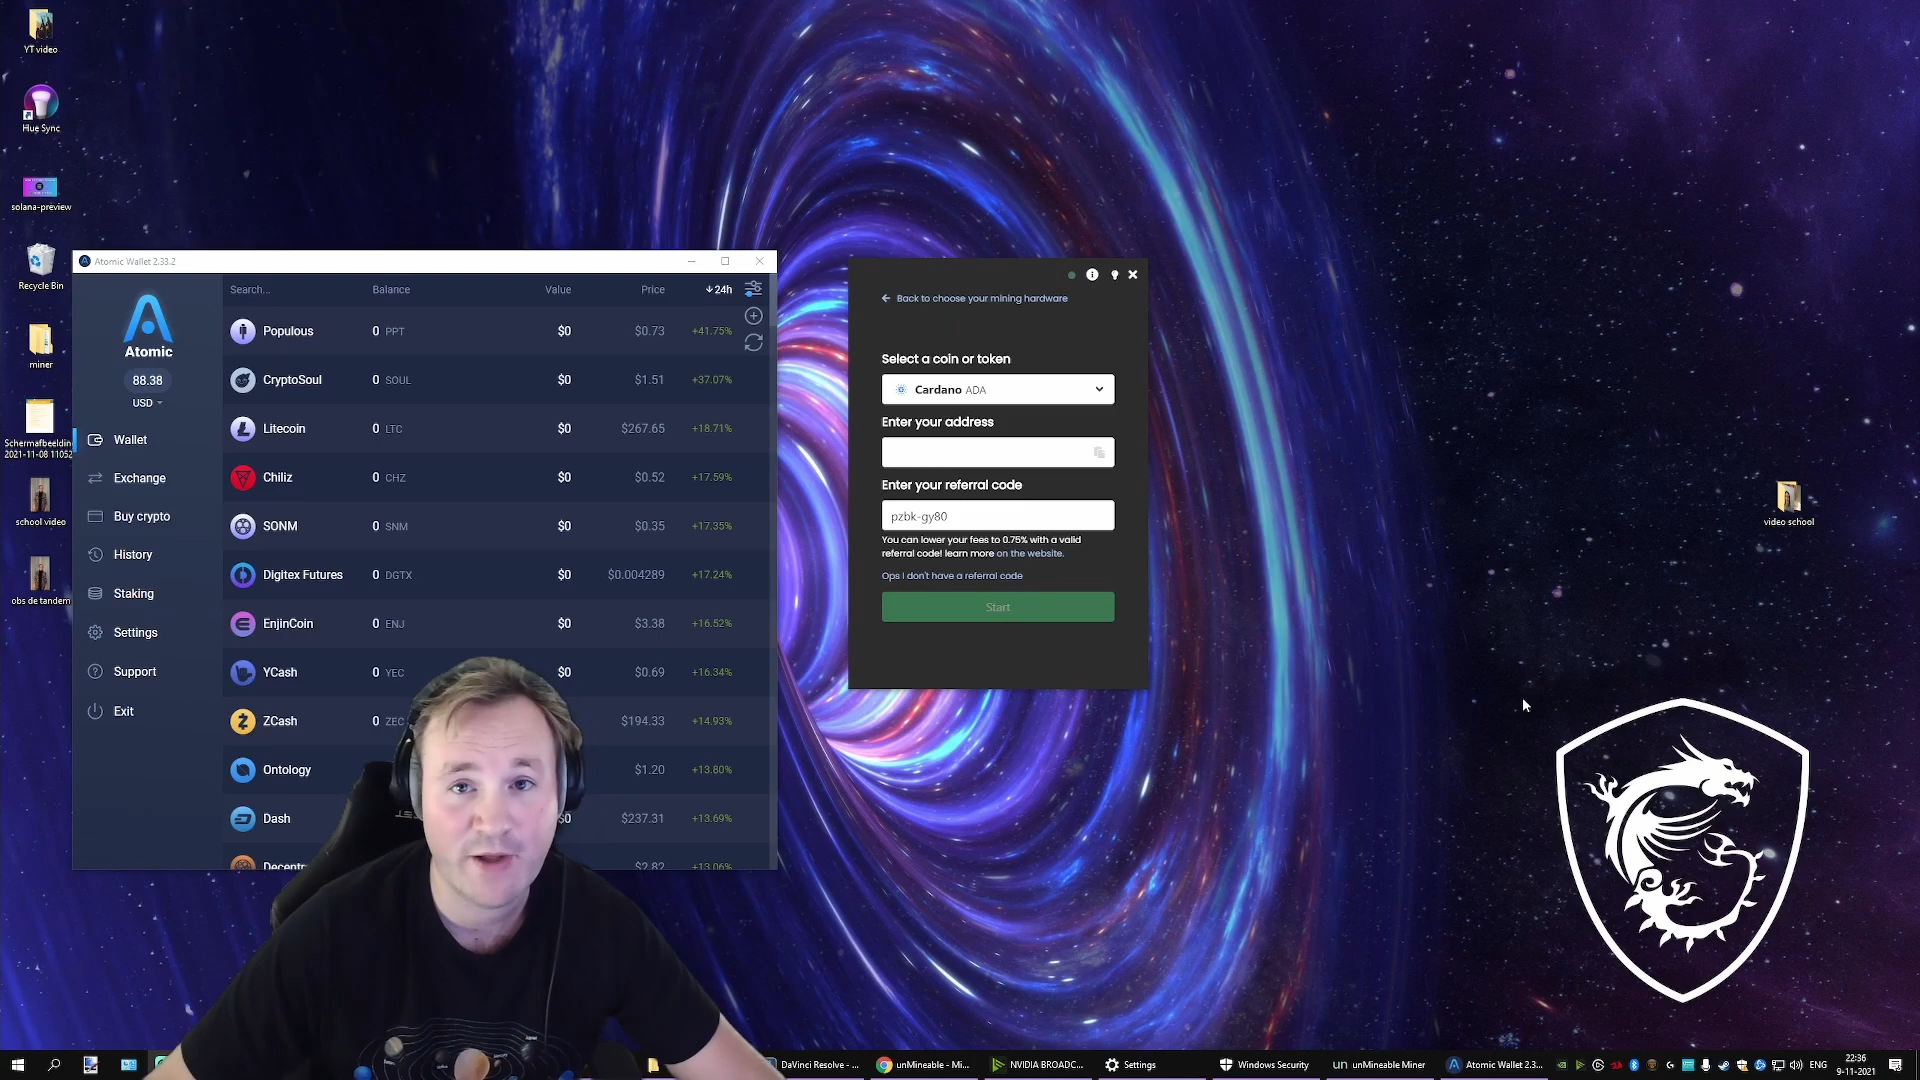 YT video
Hue Sync
solana-preview
Recycle Bin
miner
Schermafbeelding
2021-11-08 11052
school video
obs de tandem
video school
Atomic Wallet 2.33.2
Atomic
88.38
USD
Wallet
Exchange
Buy crypto
History
Staking
Settings
Support
Exit
Search... Balance Value Price 24h
Populous 0 PPT $0 $0.73 +41.75%
CryptoSoul 0 SOUL $0 $1.51 +37.07%
Litecoin 0 LTC $0 $267.65 +18.71%
Chiliz 0 CHZ $0 $0.52 +17.59%
SONM 0 SNM $0 $0.35 +17.35%
Digitex Futures 0 DGTX $0 $0.004289 +17.24%
EnjinCoin 0 ENJ $0 $3.38 +16.52%
YCash 0 YEC $0 $0.69 +16.34%
ZCash 0 ZEC $194.33 +14.93%
Ontology $1.20 +13.80%
Dash $0 $237.31 +13.69%
Decentr $2.82 +13.06%
Back to choose your mining hardware
Select a coin or token
Cardano ADA
Enter your address
Enter your referral code
pzbk-gy80
You can lower your fees to 0.75% with a valid
referral code! learn more on the website.
Ops I don't have a referral code
Start
DaVinci Resolve - ... unMineable - Mi... NVIDIA BROADC... Settings Windows Security un unMineable Miner Atomic Wallet 2.3... ENG 22:36
9-11-2021